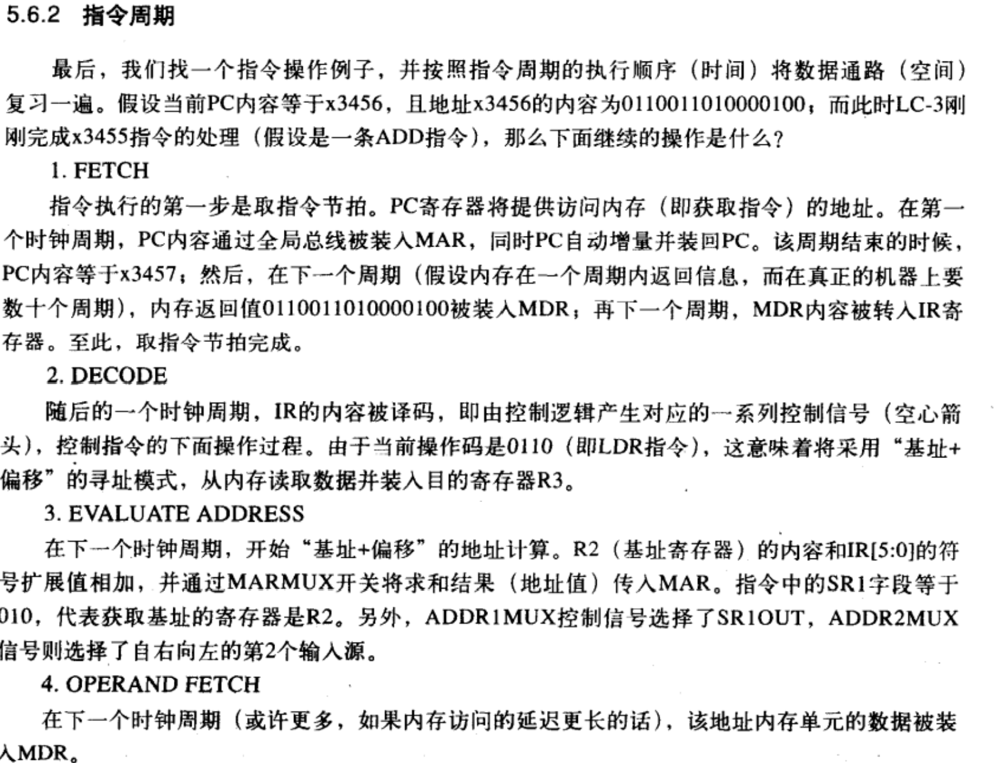 5.6.2 指令周期
最后，我们找一个指令操作例子，并按照指令周期的执行顺序（时间）将数据通路（空间）
复习一遍。假设当前PC内容等于x3456，且地址x3456的内容为0110011010000100；而此时LC-3刚
刚完成x3455指令的处理（假设是一条ADD指令），那么下面继续的操作是什么？
1. FETCH
指令执行的第一步是取指令节拍。PC寄存器将提供访问内存（即获取指令）的地址。在第一
个时钟周期，PC内容通过全局总线被装入MAR，同时PC自动增量并装回PC。该周期结束的时候，
PC内容等于x3457；然后，在下一个周期（假设内存在一个周期内返回信息，而在真正的机器上要
数十个周期），内存返回值0110011010000100被装入MDR；再下一个周期，MDR内容被转入IR寄
存器。至此，取指令节拍完成。
2. DECODE
随后的一个时钟周期，IR的内容被译码，即由控制逻辑产生对应的一系列控制信号（空心箭
头），控制指令的下面操作过程。由于当前操作码是0110（即LDR指令），这意味着将采用“基址+
偏移”的寻址模式，从内存读取数据并装入目的寄存器R3。
3. EVALUATE ADDRESS
在下一个时钟周期，开始“基址+偏移”的地址计算。R2（基址寄存器）的内容和IR[5:0]的符
号扩展值相加，并通过MARMUX开关将求和结果（地址值）传入MAR。指令中的SR1字段等于
010，代表获取基址的寄存器是R2。另外，ADDR1MUX控制信号选择了SR1OUT，ADDR2MUX
信号则选择了自右向左的第2个输入源。
4. OPERAND FETCH
在下一个时钟周期（或许更多，如果内存访问的延迟更长的话），该地址内存单元的数据被装
入MDR。